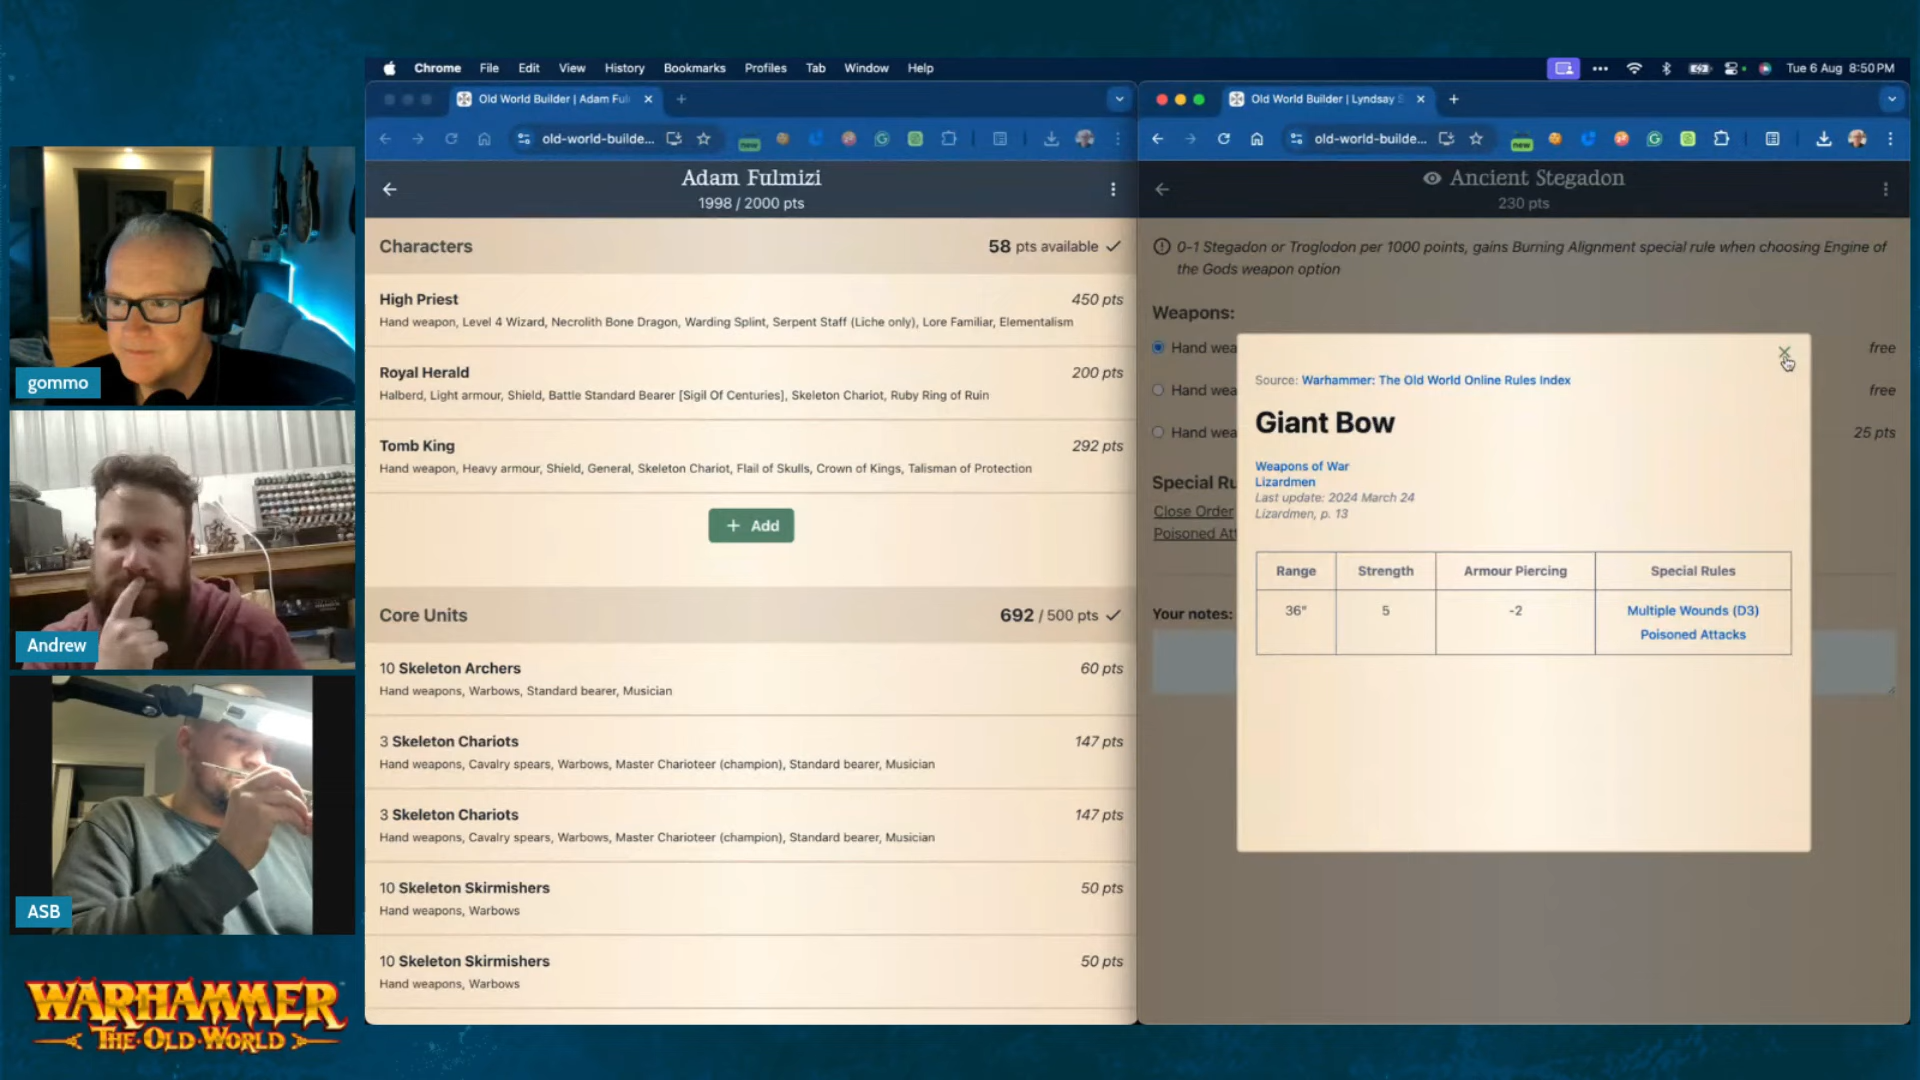 Chrome File Edit View History Bookmarks Profiles Tab Window Help
Tue 6 Aug 8:50 PM
Old World Builder | Adam Ful
old-world-builde...
new
Adam Fulmizi
1998 / 2000 pts
Characters
58 pts available
High Priest
450 pts
Hand weapon, Level 4 Wizard, Necrolith Bone Dragon, Warding Splint, Serpent Staff (Liche only), Lore Familiar, Elementalism
Royal Herald
200 pts
Halberd, Light armour, Shield, Battle Standard Bearer [Sigil Of Centuries], Skeleton Chariot, Ruby Ring of Ruin
Tomb King
292 pts
Hand weapon, Heavy armour, Shield, General, Skeleton Chariot, Flail of Skulls, Crown of Kings, Talisman of Protection
+ Add
Core Units
692 / 500 pts
10 Skeleton Archers
60 pts
Hand weapons, Warbows, Standard bearer, Musician
3 Skeleton Chariots
147 pts
Hand weapons, Cavalry spears, Warbows, Master Charioteer (champion), Standard bearer, Musician
3 Skeleton Chariots
147 pts
Hand weapons, Cavalry spears, Warbows, Master Charioteer (champion), Standard bearer, Musician
10 Skeleton Skirmishers
50 pts
Hand weapons, Warbows
10 Skeleton Skirmishers
50 pts
Hand weapons, Warbows
Old World Builder | Lyndsay
old-world-builde...
new
Ancient Stegadon
230 pts
0-1 Stegadon or Troglodon per 1000 points, gains Burning Alignment special rule when choosing Engine of
the Gods weapon option
Weapons:
Hand wea
free
Hand wea
free
Hand wea
25 pts
Special Ru
Close Order
Poisoned Att
Your notes:
Source: Warhammer: The Old World Online Rules Index
Giant Bow
Weapons of War
Lizardmen
Last update: 2024 March 24
Lizardmen, p. 13
Range Strength Armour Piercing Special Rules
36" 5 -2 Multiple Wounds (D3)
Poisoned Attacks
gommo
Andrew
ASB
WARHAMMER
THE OLD WORLD